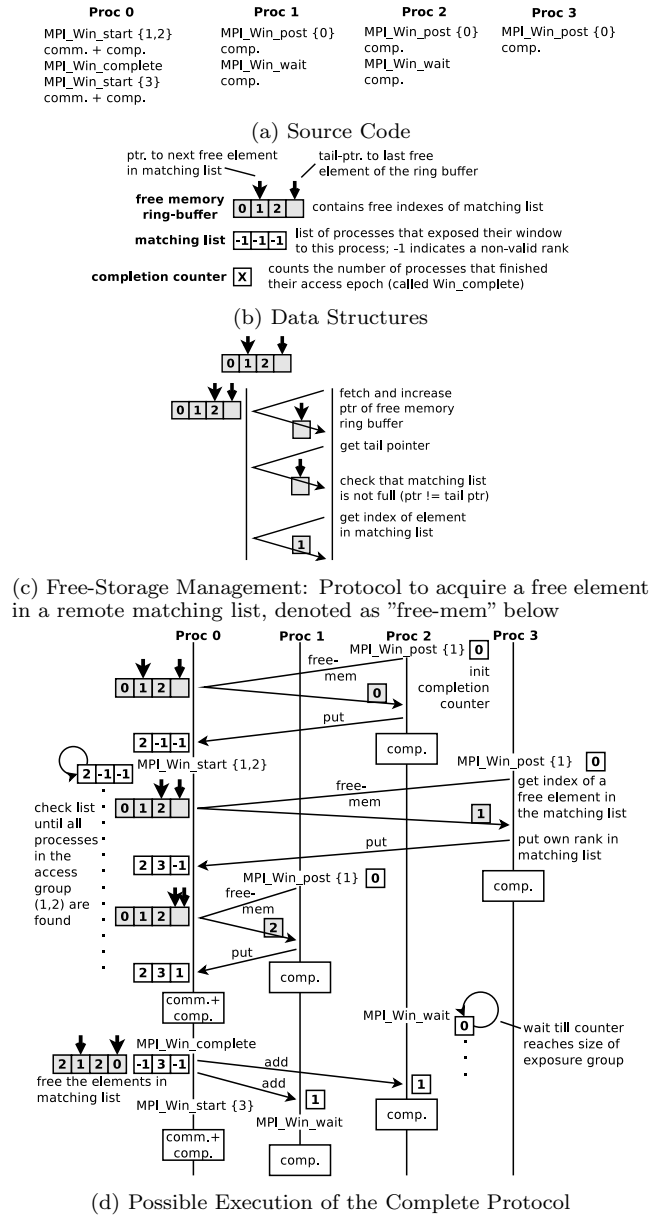 Proc 0
Proc 1
Proc 2
Proc 3
MPI_Win_start {1,2}
comm. + comp.
MPI_Win_complete
MPI_Win_start {3}
comm. + comp.
MPI_Win_post {0}
comp.
MPI_Win_wait
comp.
MPI_Win_post {0}
comp.
MPI_Win_wait
comp.
MPI_Win_post {0}
comp.
(a) Source Code
ptr. to next free element
in matching list
tail-ptr. to last free
element of the ring buffer
free memory
ring-buffer
0 1 2
contains free indexes of matching list
matching list
-1 -1 -1
list of processes that exposed their window
to this process; -1 indicates a non-valid rank
completion counter
X
counts the number of processes that finished
their access epoch (called Win_complete)
(b) Data Structures
0 1 2
0 1 2
fetch and increase
ptr of free memory
ring buffer
get tail pointer
check that matching list
is not full (ptr != tail ptr)
get index of element
in matching list
1
(c) Free-Storage Management: Protocol to acquire a free element
in a remote matching list, denoted as "free-mem" below
Proc 0
Proc 1
Proc 2
Proc 3
MPI_Win_post {1}
0
init
completion
counter
free-
mem
0 1 2
0
put
2 -1 -1
comp.
MPI_Win_start {1,2}
2 -1 -1
MPI_Win_post {1}
0
get index of a
free element in
the matching list
free-
mem
0 1 2
1
check list
until all
processes
in the
access
group
(1,2) are
found
put
put own rank in
matching list
2 3 -1
comp.
MPI_Win_post {1}
0
free-
mem
0 1 2
2
put
2 3 1
comp.
comm.+
comp.
MPI_Win_wait
0
wait till counter
reaches size of
exposure group
MPI_Win_complete
2 1 2 0
-1 3 -1
free the elements in
matching list
add
add
1
1
MPI_Win_start {3}
MPI_Win_wait
comp.
comm.+
comp.
comp.
(d) Possible Execution of the Complete Protocol